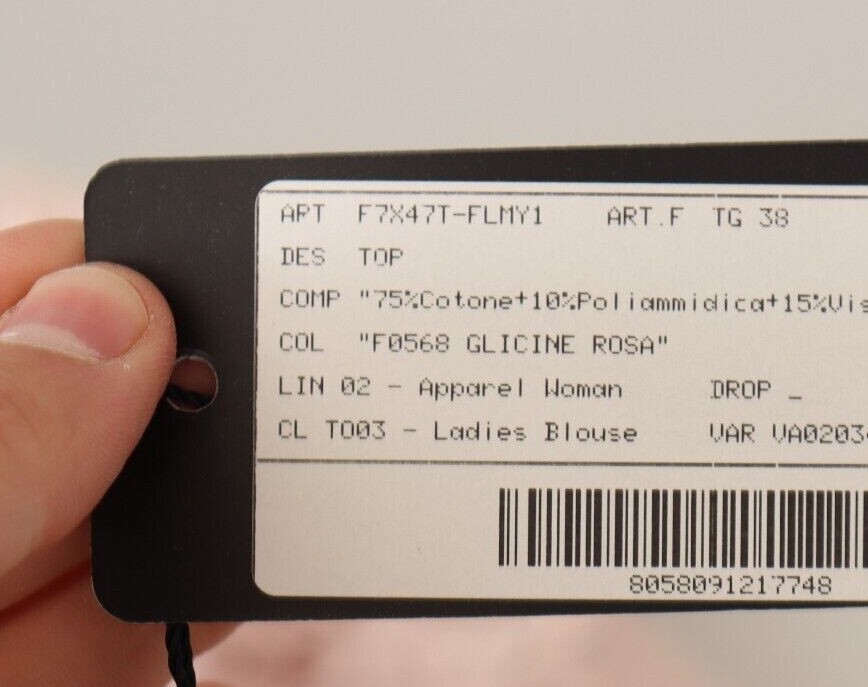 ART F7X47T-FLMY1 ART.F TG 38
DES TOP
COMP "75%Cotone+10%Poliammidica+15%Vis
COL "F0568 GLICINE ROSA"
LIN 02 - Apparel Woman DROP _
CL TO03 - Ladies Blouse VAR VA0203
8058091217748